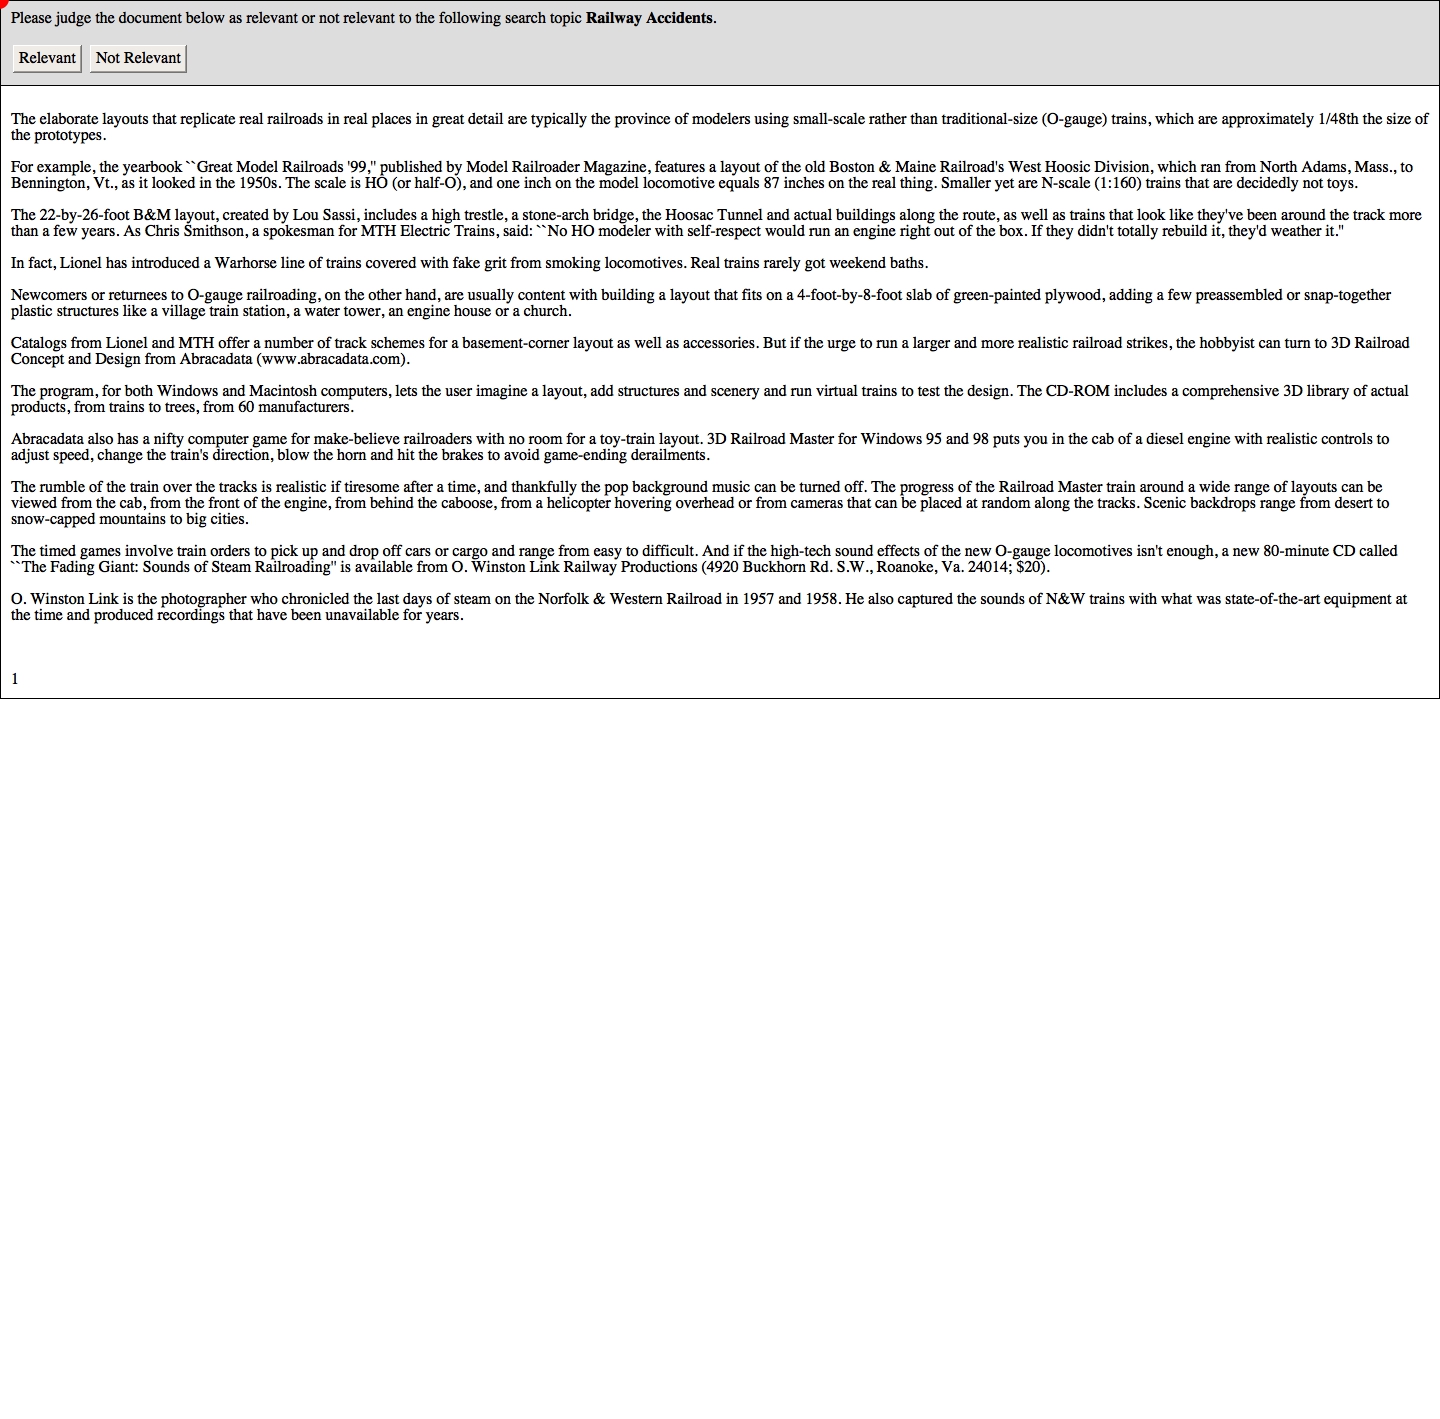 Please judge the document below as relevant or not relevant to the following search topic Railway Accidents.
Relevant Not Relevant
The elaborate layouts that replicate real railroads in real places in great detail are typically the province of modelers using small-scale rather than traditional-size (O-gauge) trains, which are approximately 1/48th the size of
the prototypes.
For example, the yearbook ``Great Model Railroads '99,'' published by Model Railroader Magazine, features a layout of the old Boston & Maine Railroad's West Hoosic Division, which ran from North Adams, Mass., to
Bennington, Vt., as it looked in the 1950s. The scale is HO (or half-O), and one inch on the model locomotive equals 87 inches on the real thing. Smaller yet are N-scale (1:160) trains that are decidedly not toys.
The 22-by-26-foot B&M layout, created by Lou Sassi, includes a high trestle, a stone-arch bridge, the Hoosac Tunnel and actual buildings along the route, as well as trains that look like they've been around the track more
than a few years. As Chris Smithson, a spokesman for MTH Electric Trains, said: ``No HO modeler with self-respect would run an engine right out of the box. If they didn't totally rebuild it, they'd weather it.''
In fact, Lionel has introduced a Warhorse line of trains covered with fake grit from smoking locomotives. Real trains rarely got weekend baths.
Newcomers or returnees to O-gauge railroading, on the other hand, are usually content with building a layout that fits on a 4-foot-by-8-foot slab of green-painted plywood, adding a few preassembled or snap-together
plastic structures like a village train station, a water tower, an engine house or a church.
Catalogs from Lionel and MTH offer a number of track schemes for a basement-corner layout as well as accessories. But if the urge to run a larger and more realistic railroad strikes, the hobbyist can turn to 3D Railroad
Concept and Design from Abracadata (www.abracadata.com).
The program, for both Windows and Macintosh computers, lets the user imagine a layout, add structures and scenery and run virtual trains to test the design. The CD-ROM includes a comprehensive 3D library of actual
products, from trains to trees, from 60 manufacturers.
Abracadata also has a nifty computer game for make-believe railroaders with no room for a toy-train layout. 3D Railroad Master for Windows 95 and 98 puts you in the cab of a diesel engine with realistic controls to
adjust speed, change the train's direction, blow the horn and hit the brakes to avoid game-ending derailments.
The rumble of the train over the tracks is realistic if tiresome after a time, and thankfully the pop background music can be turned off. The progress of the Railroad Master train around a wide range of layouts can be
viewed from the cab, from the front of the engine, from behind the caboose, from a helicopter hovering overhead or from cameras that can be placed at random along the tracks. Scenic backdrops range from desert to
snow-capped mountains to big cities.
The timed games involve train orders to pick up and drop off cars or cargo and range from easy to difficult. And if the high-tech sound effects of the new O-gauge locomotives isn't enough, a new 80-minute CD called
``The Fading Giant: Sounds of Steam Railroading'' is available from O. Winston Link Railway Productions (4920 Buckhorn Rd. S.W., Roanoke, Va. 24014; $20).
O. Winston Link is the photographer who chronicled the last days of steam on the Norfolk & Western Railroad in 1957 and 1958. He also captured the sounds of N&W trains with what was state-of-the-art equipment at
the time and produced recordings that have been unavailable for years.
1